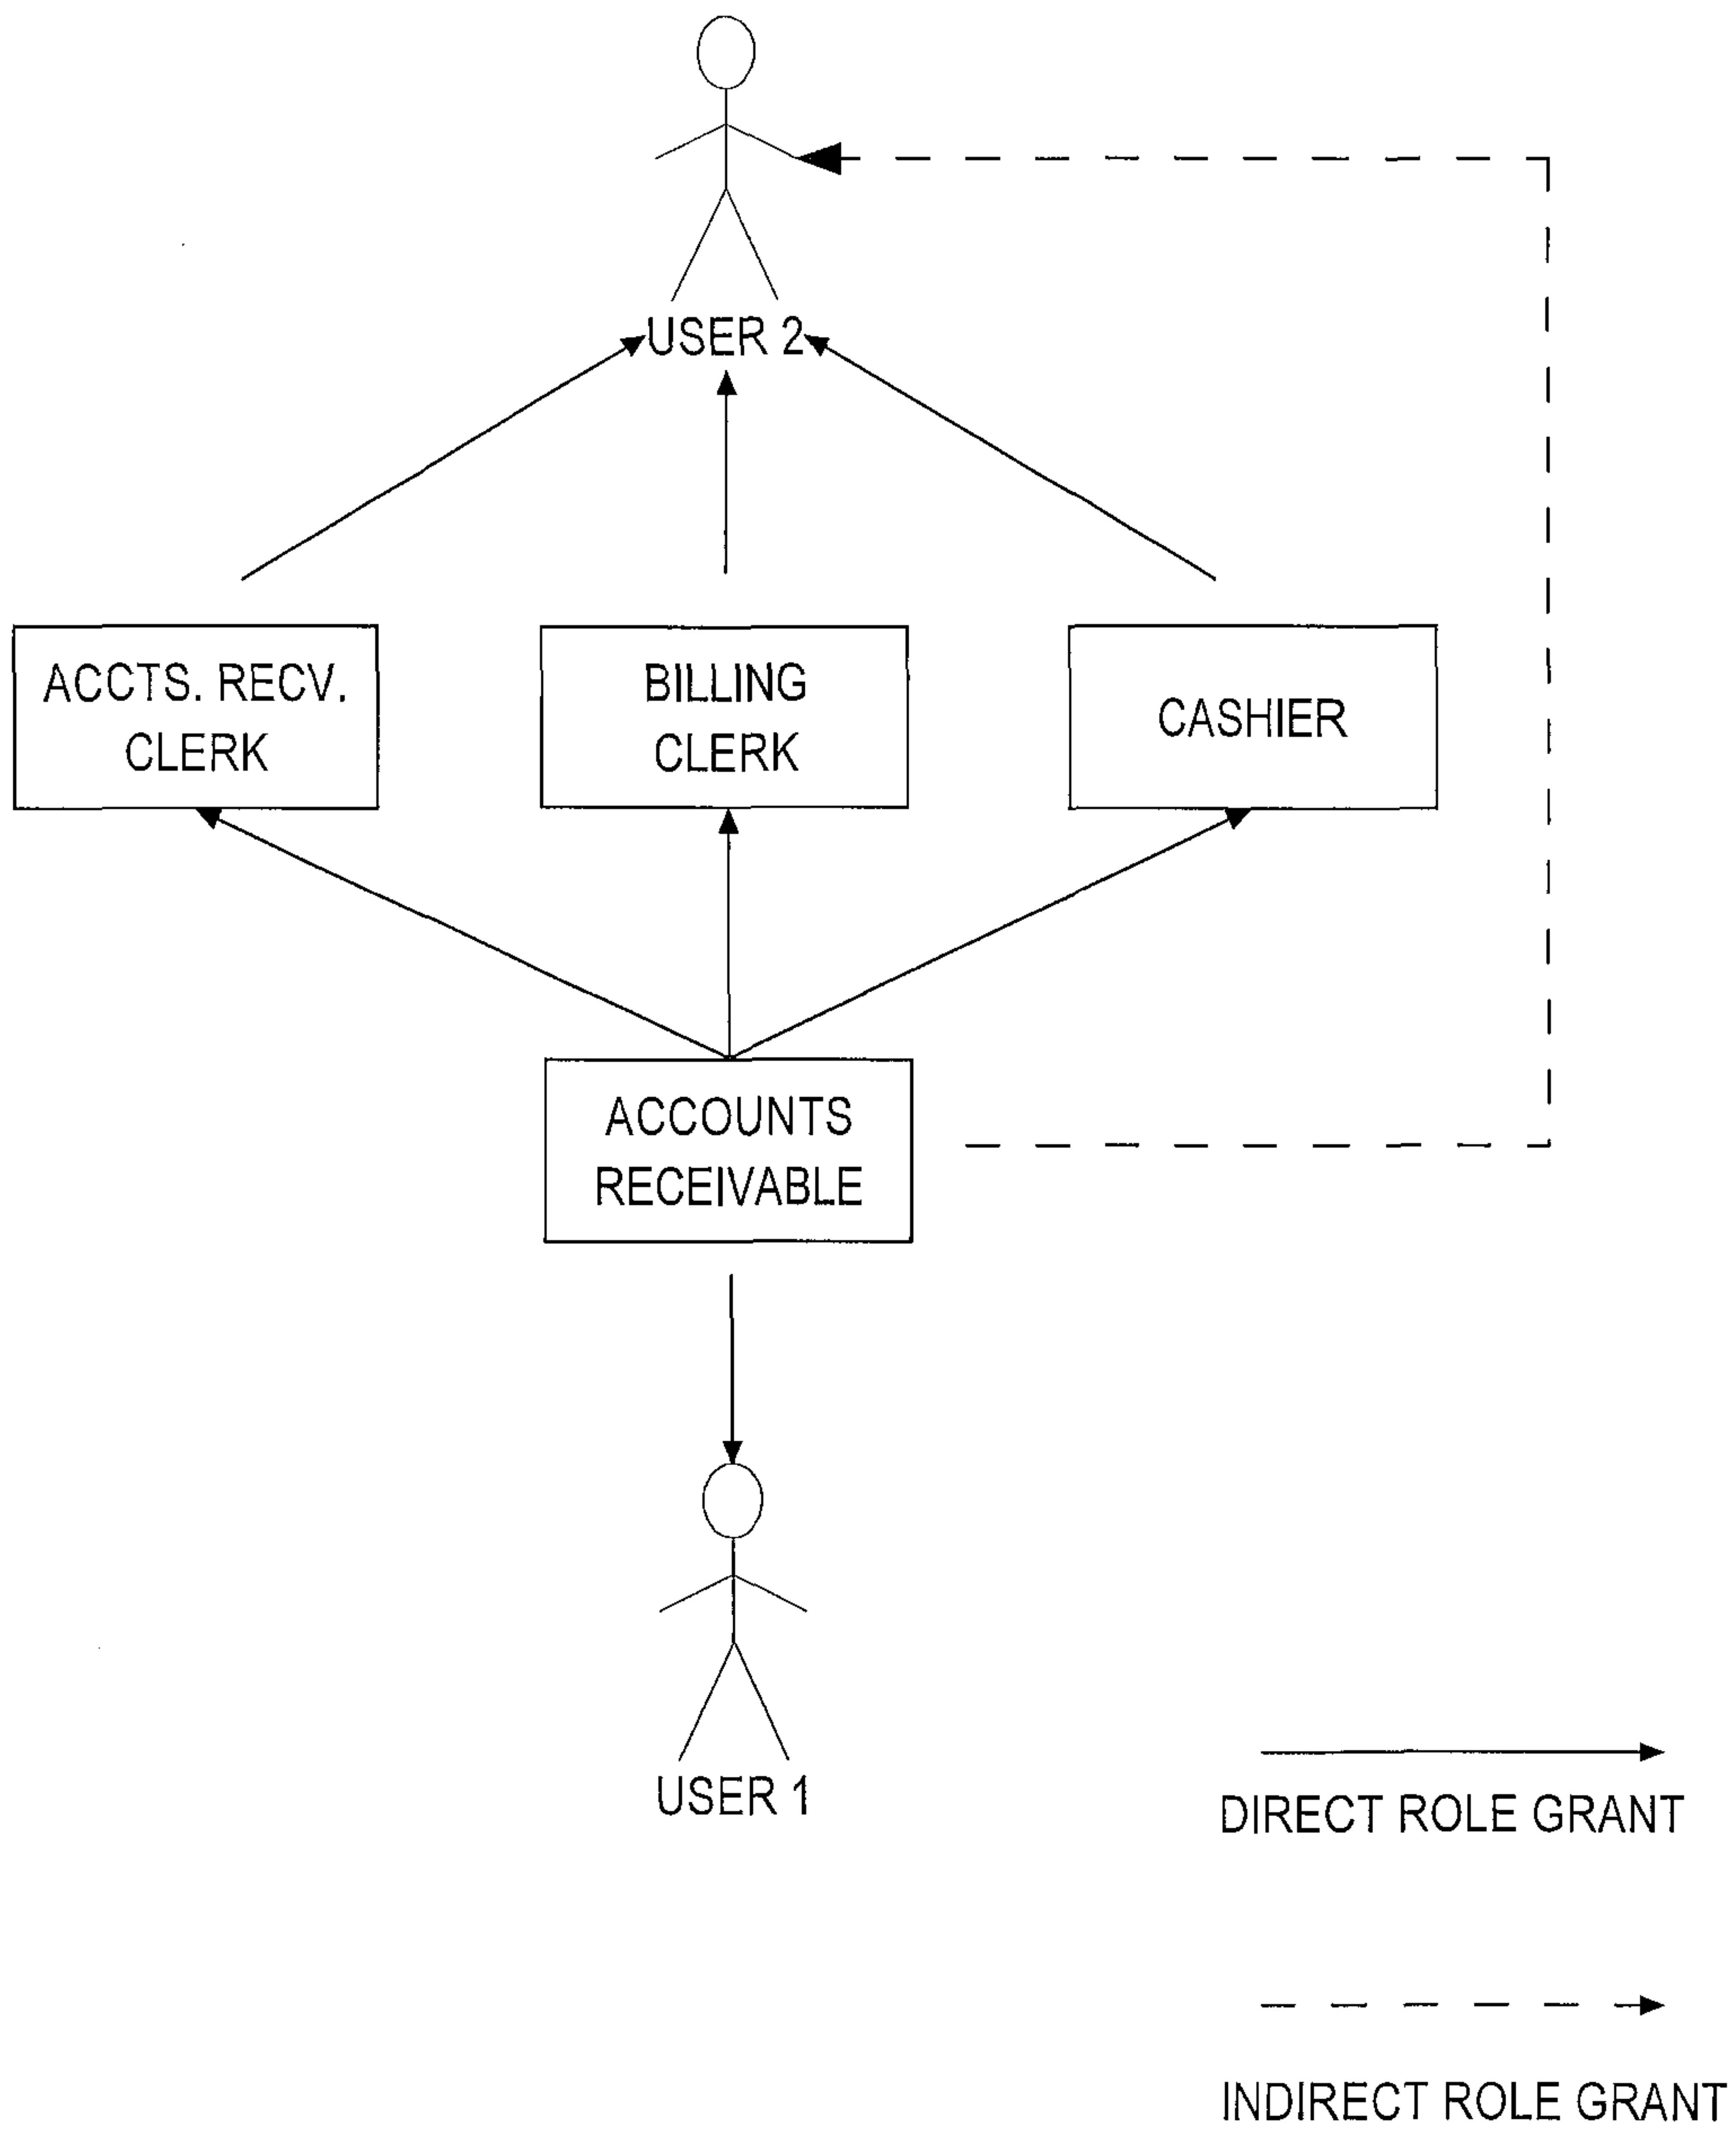 USER 2
ACCTS. RECV.
CLERK
BILLING
CLERK
CASHIER
ACCOUNTS
RECEIVABLE
USER 1
DIRECT ROLE GRANT
INDIRECT ROLE GRANT